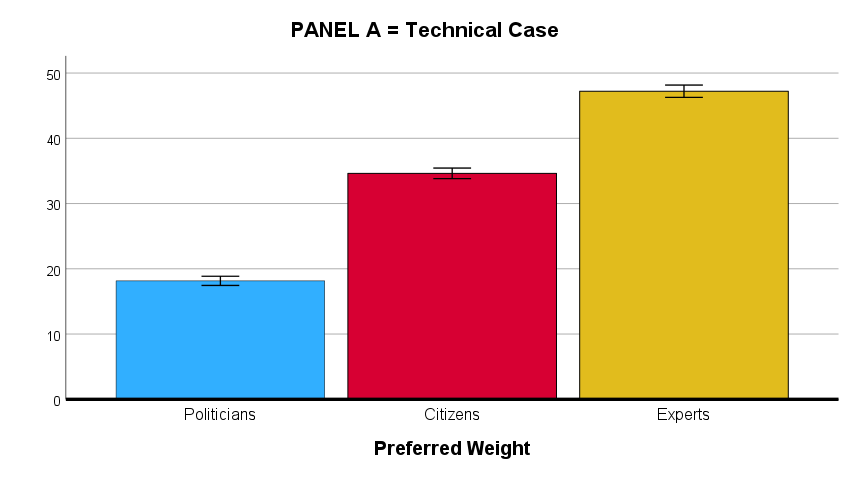 PANEL A = Technical Case
50
40
30
20
10
0
Politicians Citizens Experts
Preferred Weight